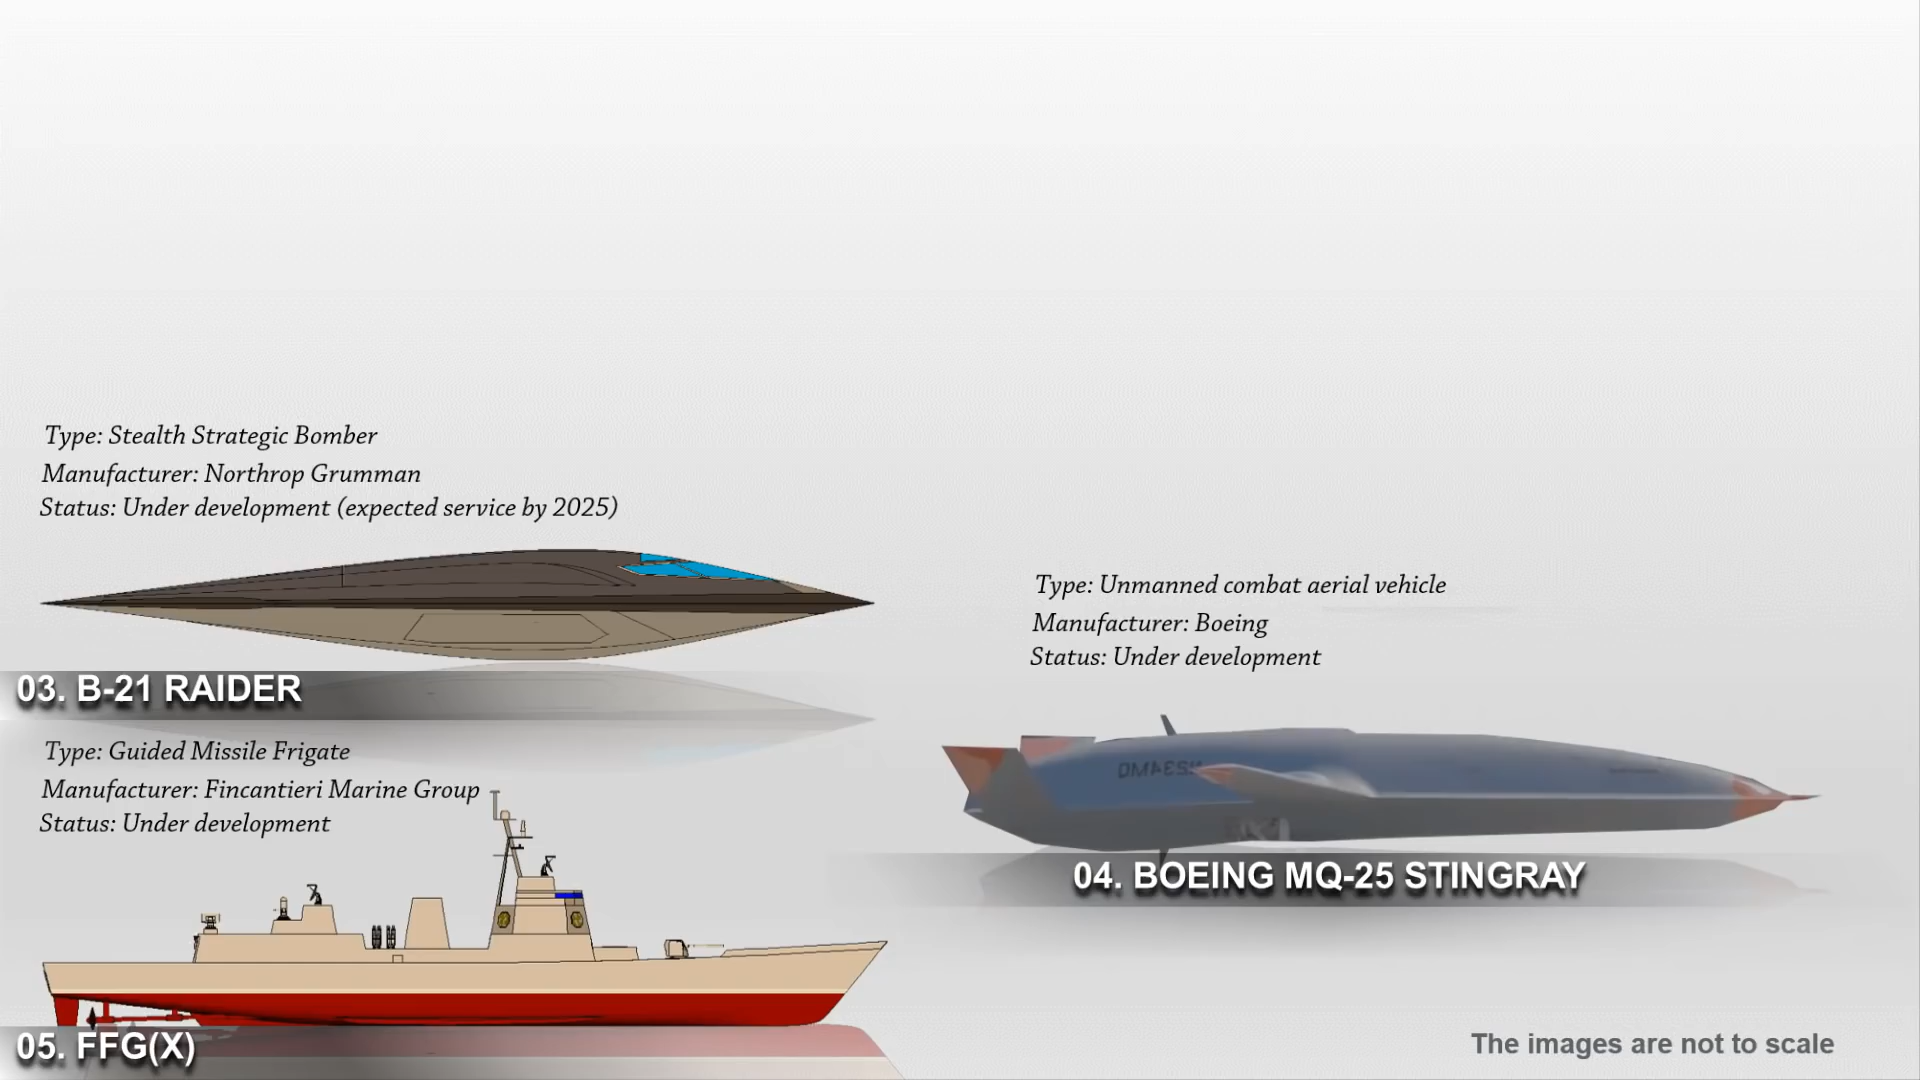 Type: Stealth Strategic Bomber
Manufacturer: Northrop Grumman
Status: Under development (expected service by 2025)
03. B-21 RAIDER
Type: Unmanned combat aerial vehicle
Manufacturer: Boeing
Status: Under development
04. BOEING MQ-25 STINGRAY
Type: Guided Missile Frigate
Manufacturer: Fincantieri Marine Group
Status: Under development
05. FFG(X)
The images are not to scale